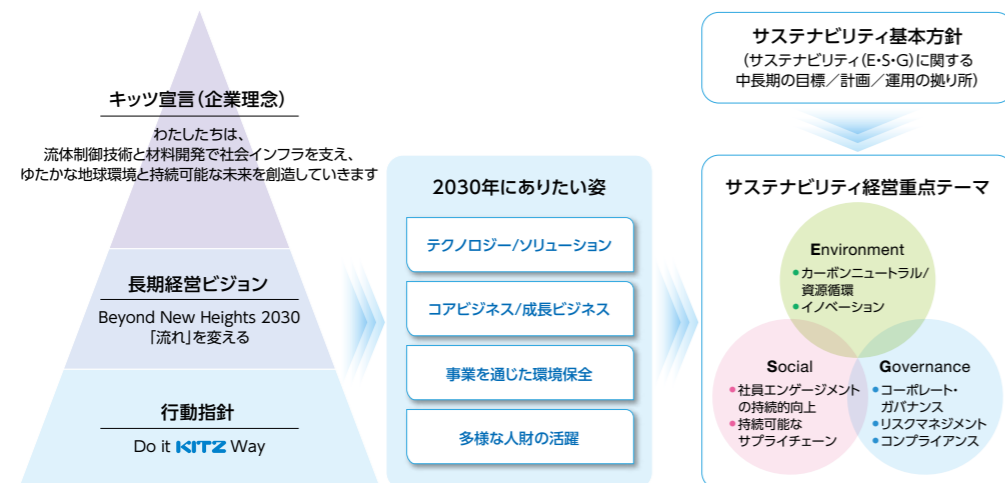 キッツ宣言（企業理念）
わたしたちは、
流体制御技術と材料開発で社会インフラを支え、
ゆたかな地球環境と持続可能な未来を創造していきます
長期経営ビジョン
Beyond New Heights 2030
「流れ」を変える
行動指針
Do it KITZ Way
2030年にありたい姿
テクノロジー/ソリューション
コアビジネス/成長ビジネス
事業を通じた環境保全
多様な人財の活躍
サステナビリティ基本方針
（サステナビリティ（E・S・G）に関する
中長期の目標／計画／運用の拠り所）
サステナビリティ経営重点テーマ
Environment
●カーボンニュートラル/
資源循環
●イノベーション
Social
●社員エンゲージメント
の持続的向上
●持続可能な
サプライチェーン
Governance
●コーポレート・
ガバナンス
●リスクマネジメント
●コンプライアンス